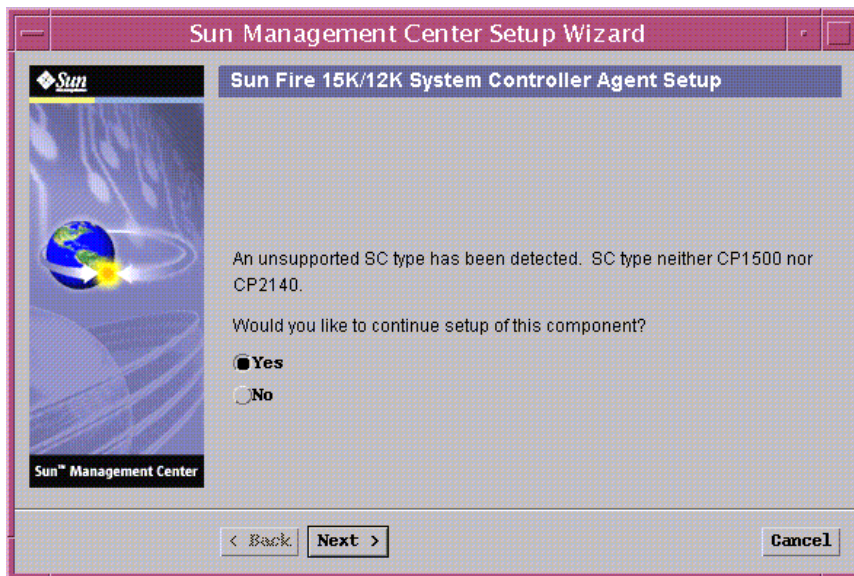 Sun Management Center Setup Wizard
Sun
Sun Fire 15K/12K System Controller Agent Setup
An unsupported SC type has been detected. SC type neither CP1500 nor
CP2140.
Would you like to continue setup of this component?
Yes
No
Sun™ Management Center
< Back
Next >
Cancel